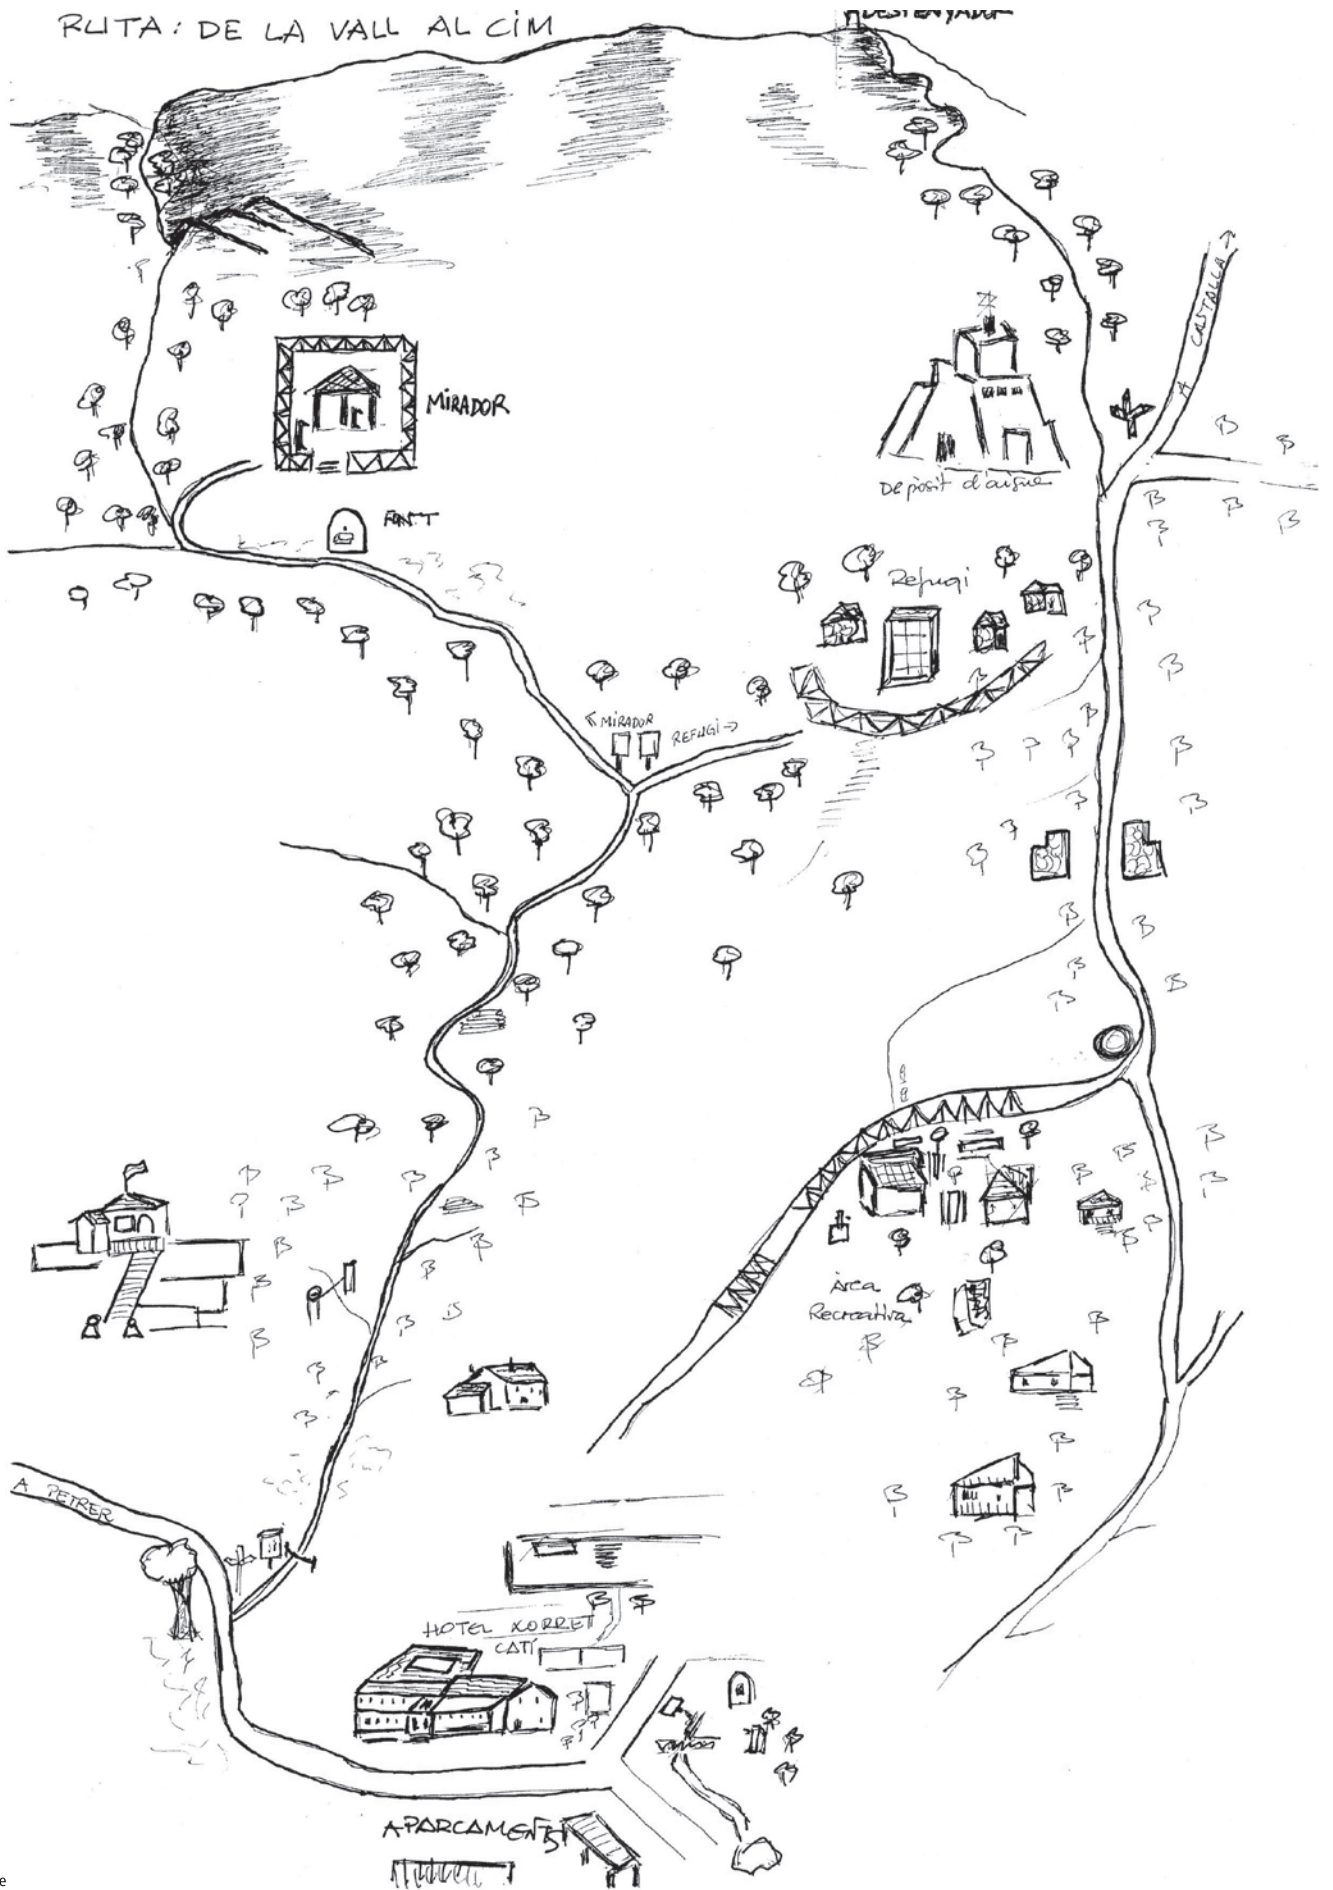 RUTA: DE LA VALL AL CIM
A CASTALLA →
MIRADOR
Depòsit d'aigua
FONT
Refugi
← MIRADOR
REFUGI →
Àrea
Recreativa
A PETRER
HOTEL XORRET
CATÍ
APARCAMENTS
e